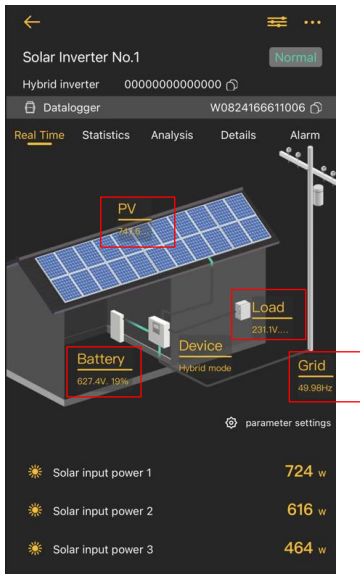 Solar Inverter No.1
Normal
Hybrid inverter 00000000000000
Datalogger W0824166611006
Real Time Statistics Analysis Details Alarm
PV
741.6...
Load
231.1V....
Device
Hybrid mode
Battery
627.4V. 19%
Grid
49.98Hz
parameter settings
Solar input power 1 724 w
Solar input power 2 616 w
Solar input power 3 464 w